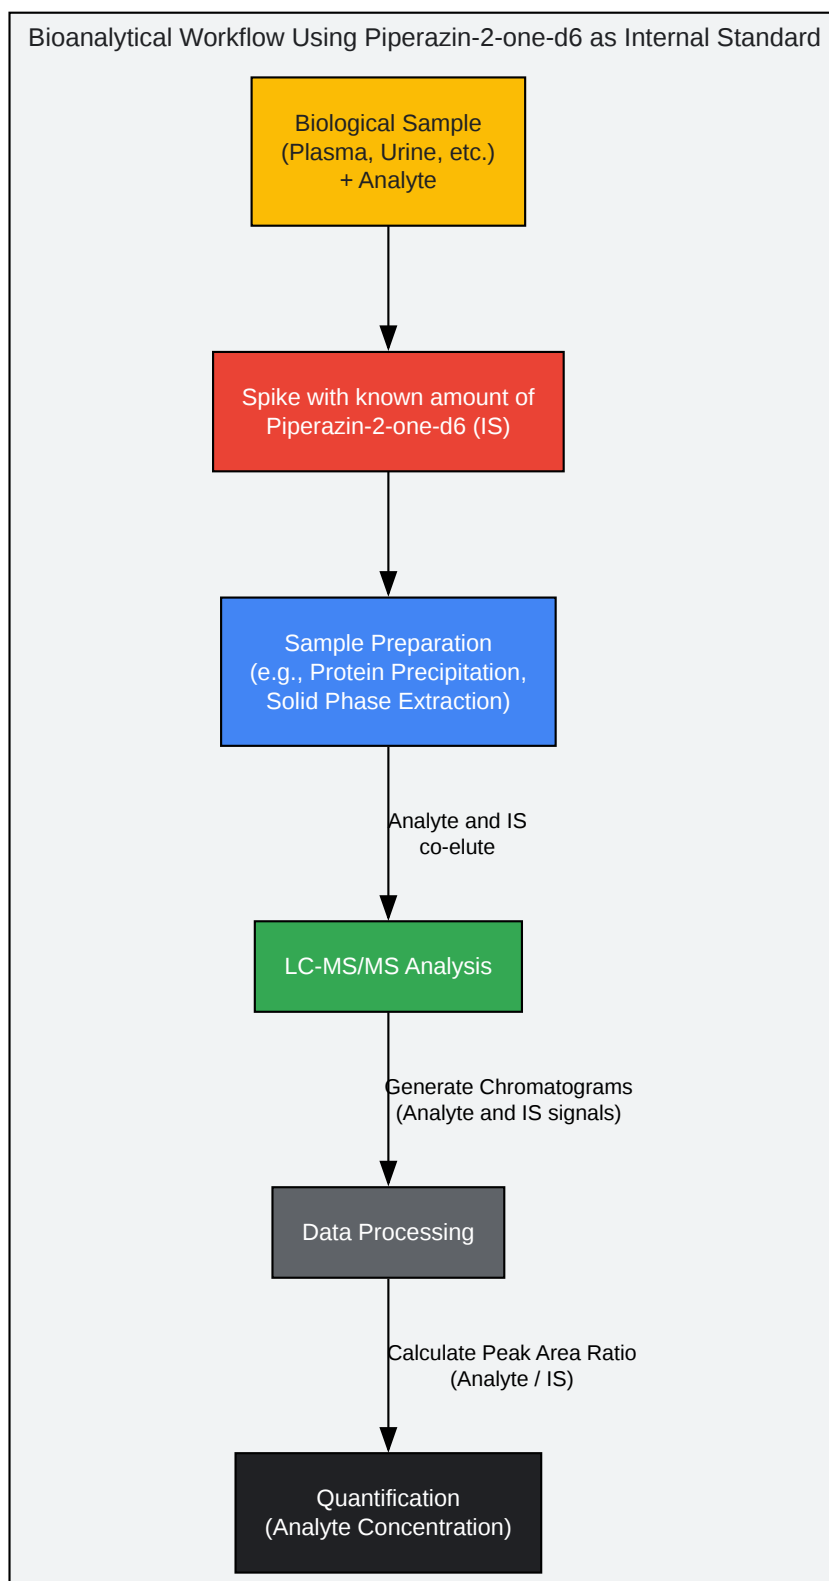 Bioanalytical Workflow Using Piperazin-2-one-d6 as Internal Standard
Biological Sample
(Plasma, Urine, etc.)
+ Analyte
Spike with known amount of
Piperazin-2-one-d6 (IS)
Sample Preparation
(e.g., Protein Precipitation,
Solid Phase Extraction)
Analyte and IS
co-elute
LC-MS/MS Analysis
Generate Chromatograms
(Analyte and IS signals)
Data Processing
Calculate Peak Area Ratio
(Analyte / IS)
Quantification
(Analyte Concentration)